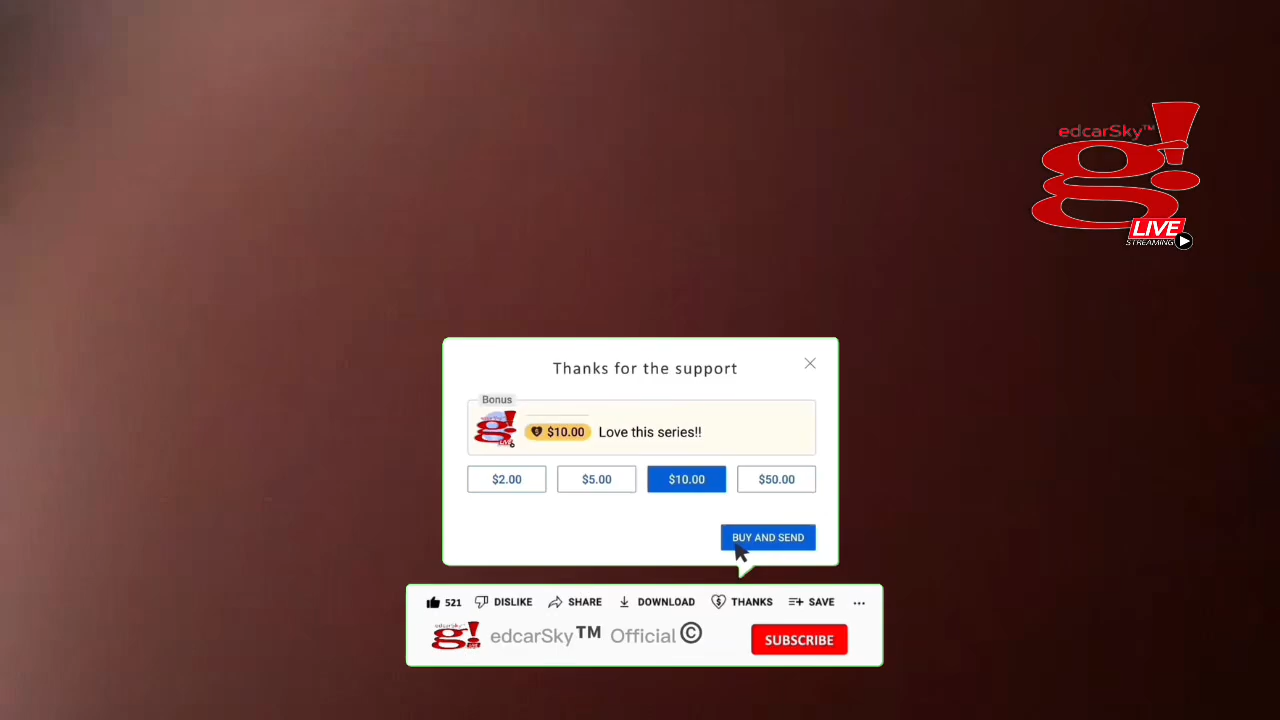 edcarSky™
g!
LIVE
STREAMING
Thanks for the support
Bonus
$10.00 Love this series!!
$2.00 $5.00 $10.00 $50.00
BUY AND SEND
521 DISLIKE SHARE DOWNLOAD THANKS SAVE ...
g! edcarSky™ Official ©
SUBSCRIBE